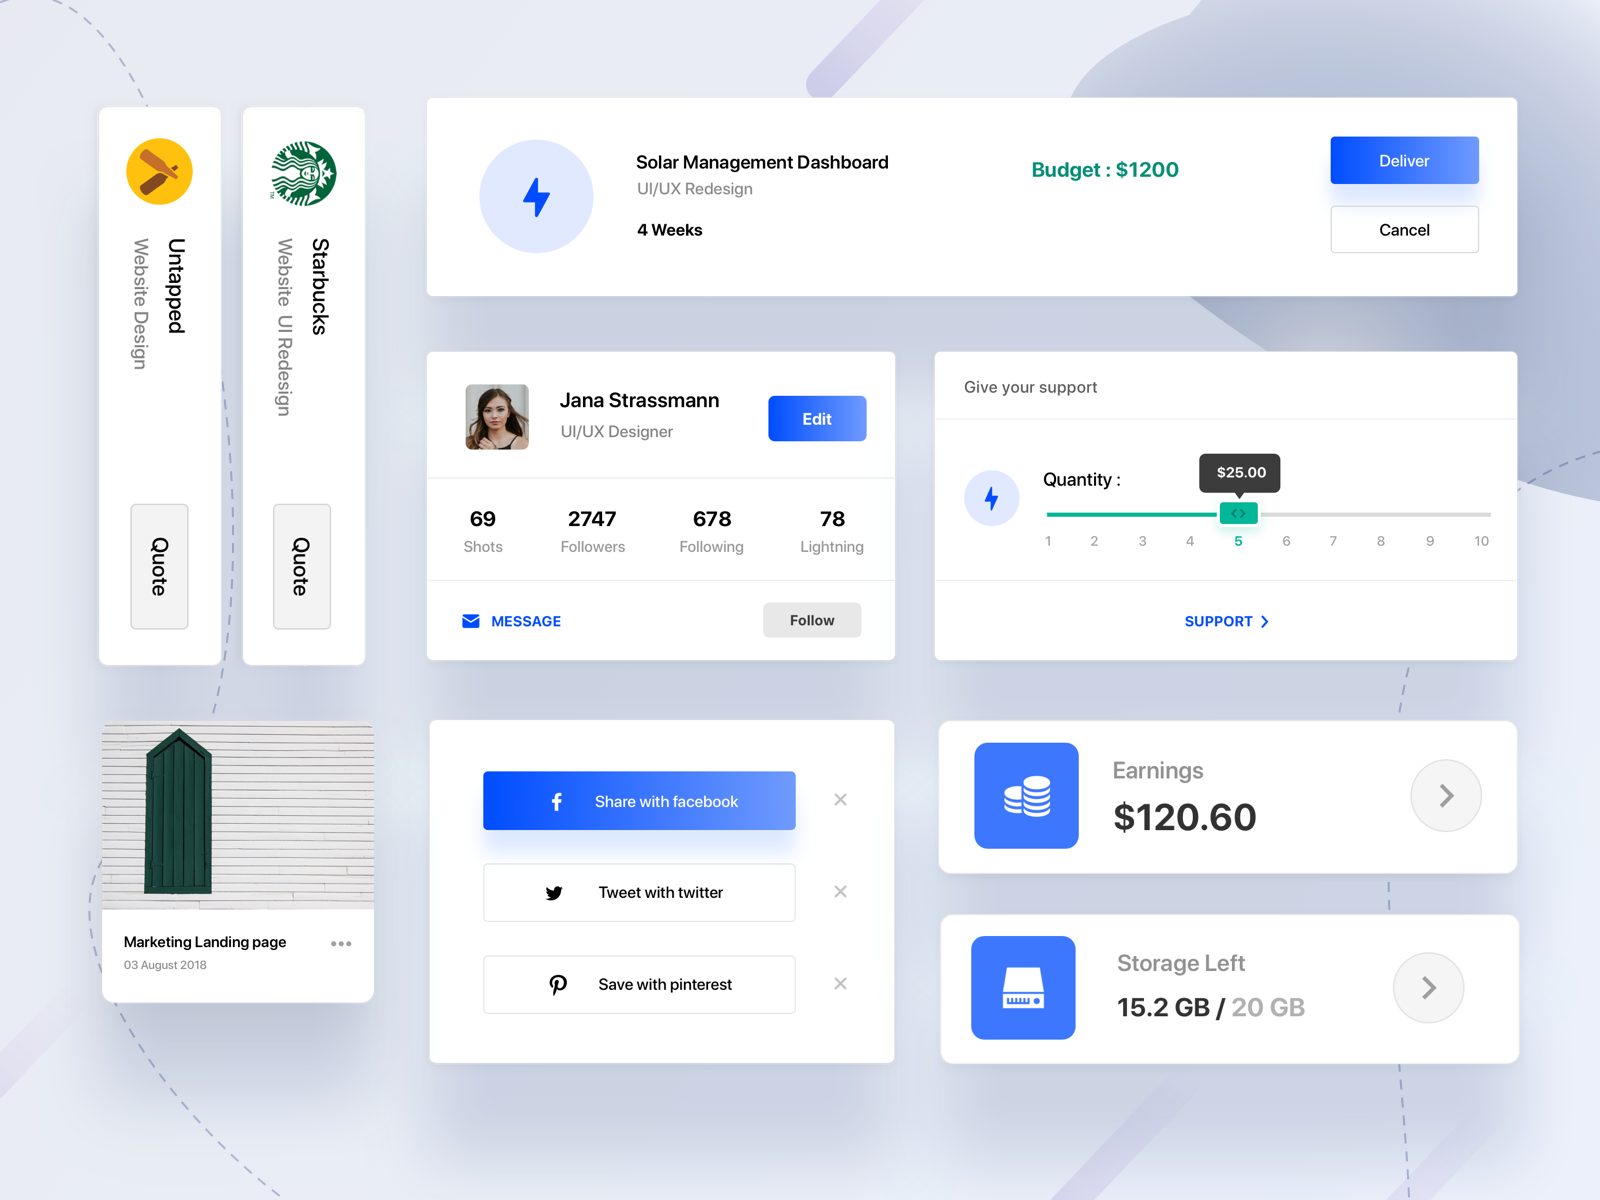 Untapped
Website Design
Quote
Starbucks
Website UI Redesign
Quote
TM
Solar Management Dashboard
UI/UX Redesign
4 Weeks
Budget : $1200
Deliver
Cancel
Jana Strassmann
UI/UX Designer
Edit
69
Shots
2747
Followers
678
Following
78
Lightning
MESSAGE
Follow
Give your support
Quantity :
$25.00
1 2 3 4 5 6 7 8 9 10
SUPPORT
Marketing Landing page
03 August 2018
Share with facebook
Tweet with twitter
Save with pinterest
Earnings
$120.60
Storage Left
15.2 GB / 20 GB